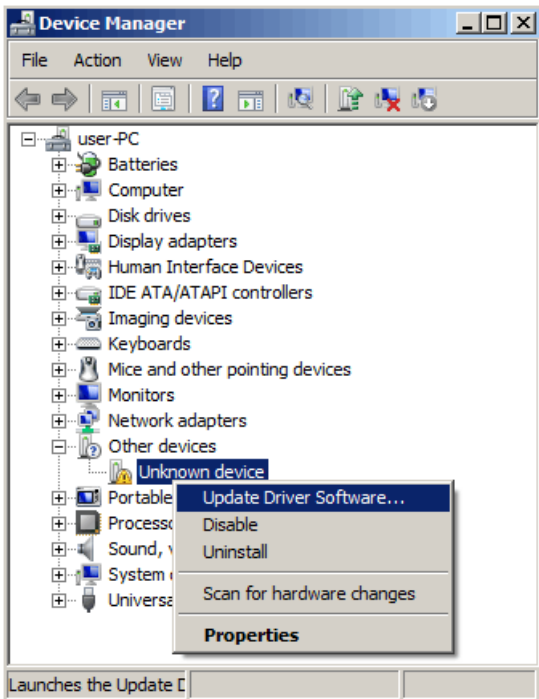 Device Manager
File Action View Help
user-PC
Batteries
Computer
Disk drives
Display adapters
Human Interface Devices
IDE ATA/ATAPI controllers
Imaging devices
Keyboards
Mice and other pointing devices
Monitors
Network adapters
Other devices
Unknown device
Portable
Update Driver Software...
Disable
Uninstall
Sound,
System
Scan for hardware changes
Properties
Launches the Update